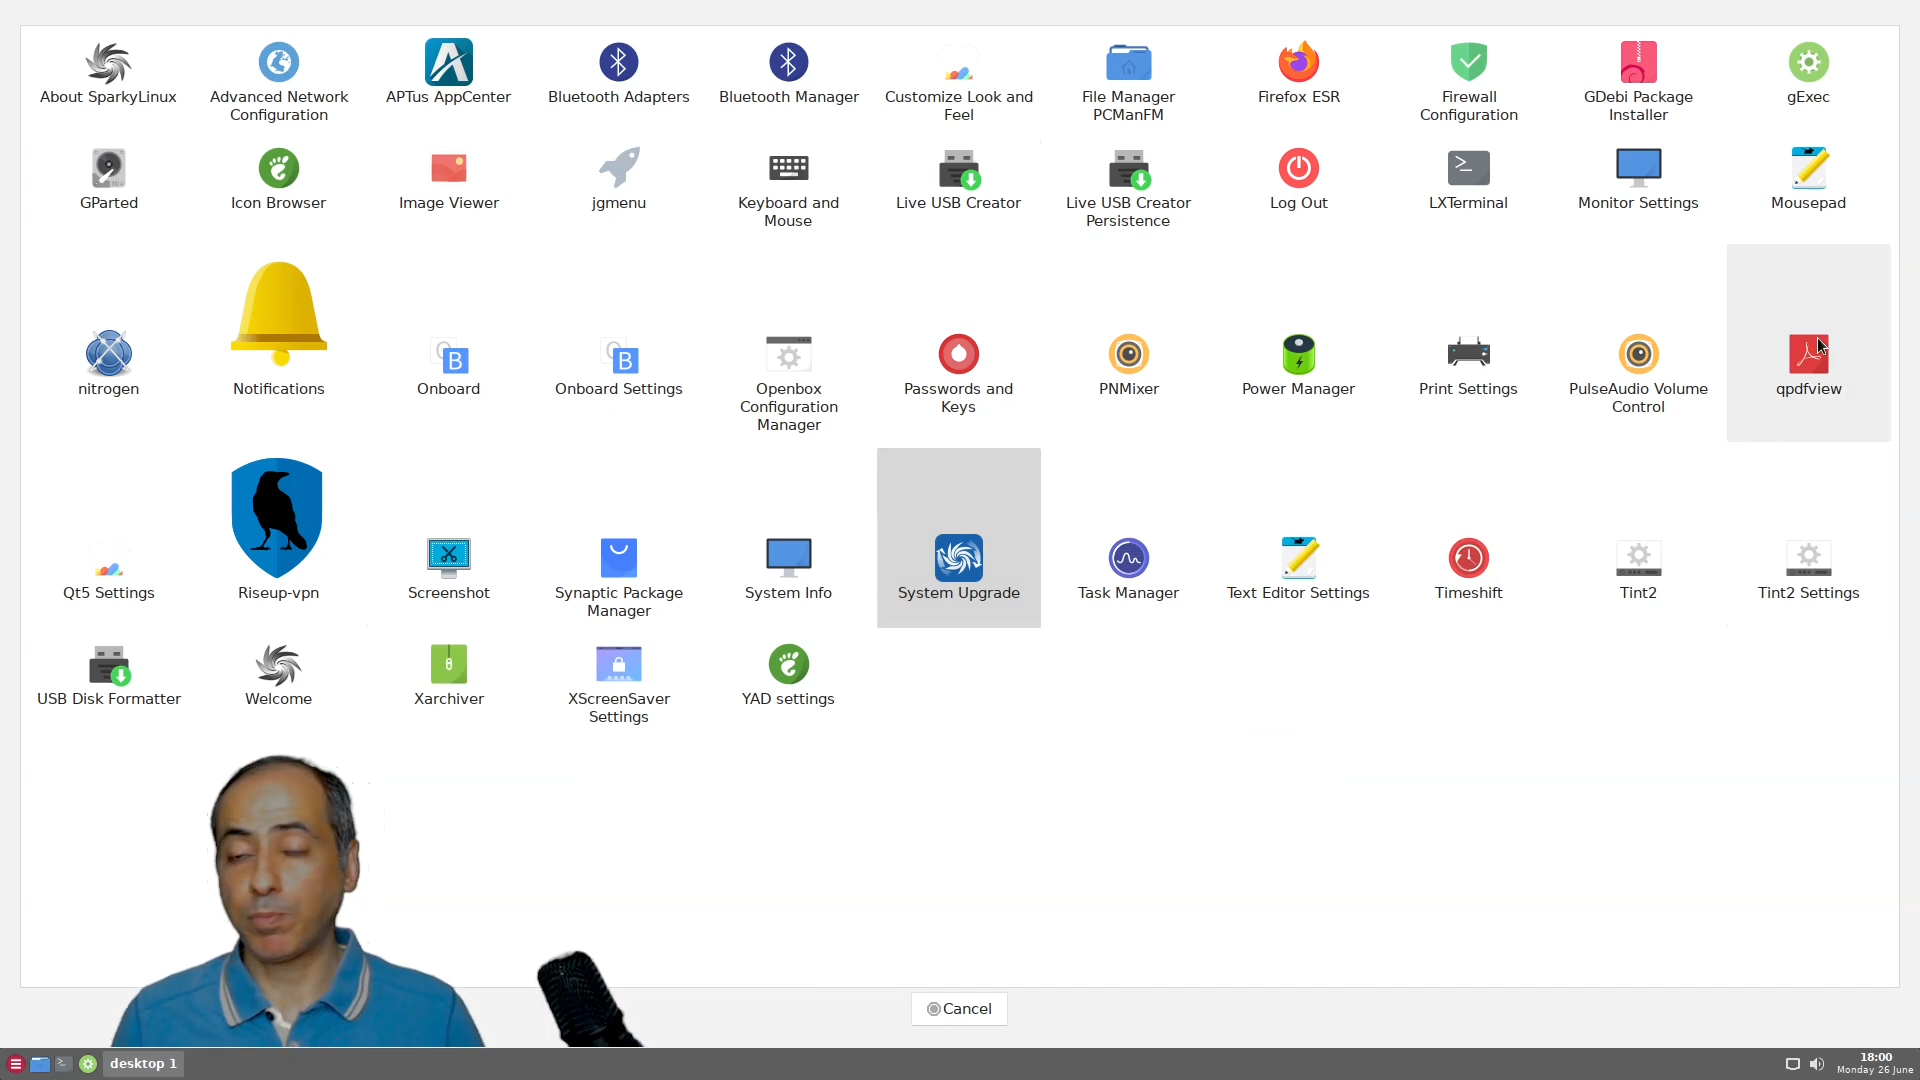 About SparkyLinux
Advanced Network
Configuration
APTus AppCenter
Bluetooth Adapters
Bluetooth Manager
Customize Look and
Feel
File Manager
PCManFM
Firefox ESR
Firewall
Configuration
GDebi Package
Installer
gExec
GParted
Icon Browser
Image Viewer
jgmenu
Keyboard and
Mouse
Live USB Creator
Live USB Creator
Persistence
Log Out
LXTerminal
Monitor Settings
Mousepad
nitrogen
Notifications
Onboard
Onboard Settings
Openbox
Configuration
Manager
Passwords and
Keys
PNMixer
Power Manager
Print Settings
PulseAudio Volume
Control
qpdfview
Qt5 Settings
Riseup-vpn
Screenshot
Synaptic Package
Manager
System Info
System Upgrade
Task Manager
Text Editor Settings
Timeshift
Tint2
Tint2 Settings
USB Disk Formatter
Welcome
Xarchiver
XScreenSaver
Settings
YAD settings
Cancel
desktop 1
18:00
Monday 26 June